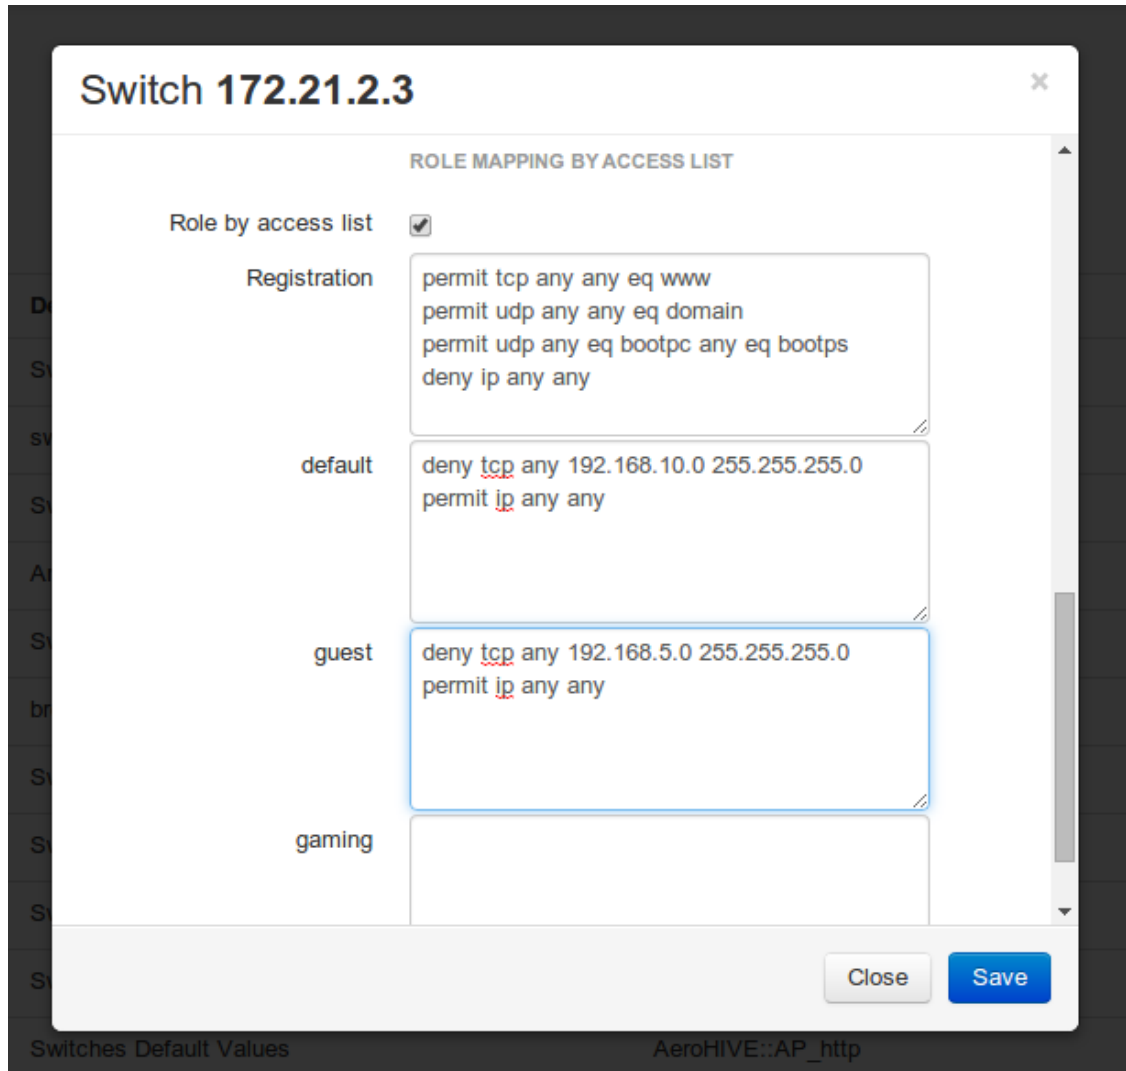 Switch 172.21.2.3
×
ROLE MAPPING BY ACCESS LIST
Role by access list
Registration
permit tcp any any eq www
permit udp any any eq domain
permit udp any eq bootpc any eq bootps
deny ip any any
default
deny tcp any 192.168.10.0 255.255.255.0
permit ip any any
guest
deny tcp any 192.168.5.0 255.255.255.0
permit ip any any
gaming
Close
Save
Switches Default Values
AeroHIVE::AP_http